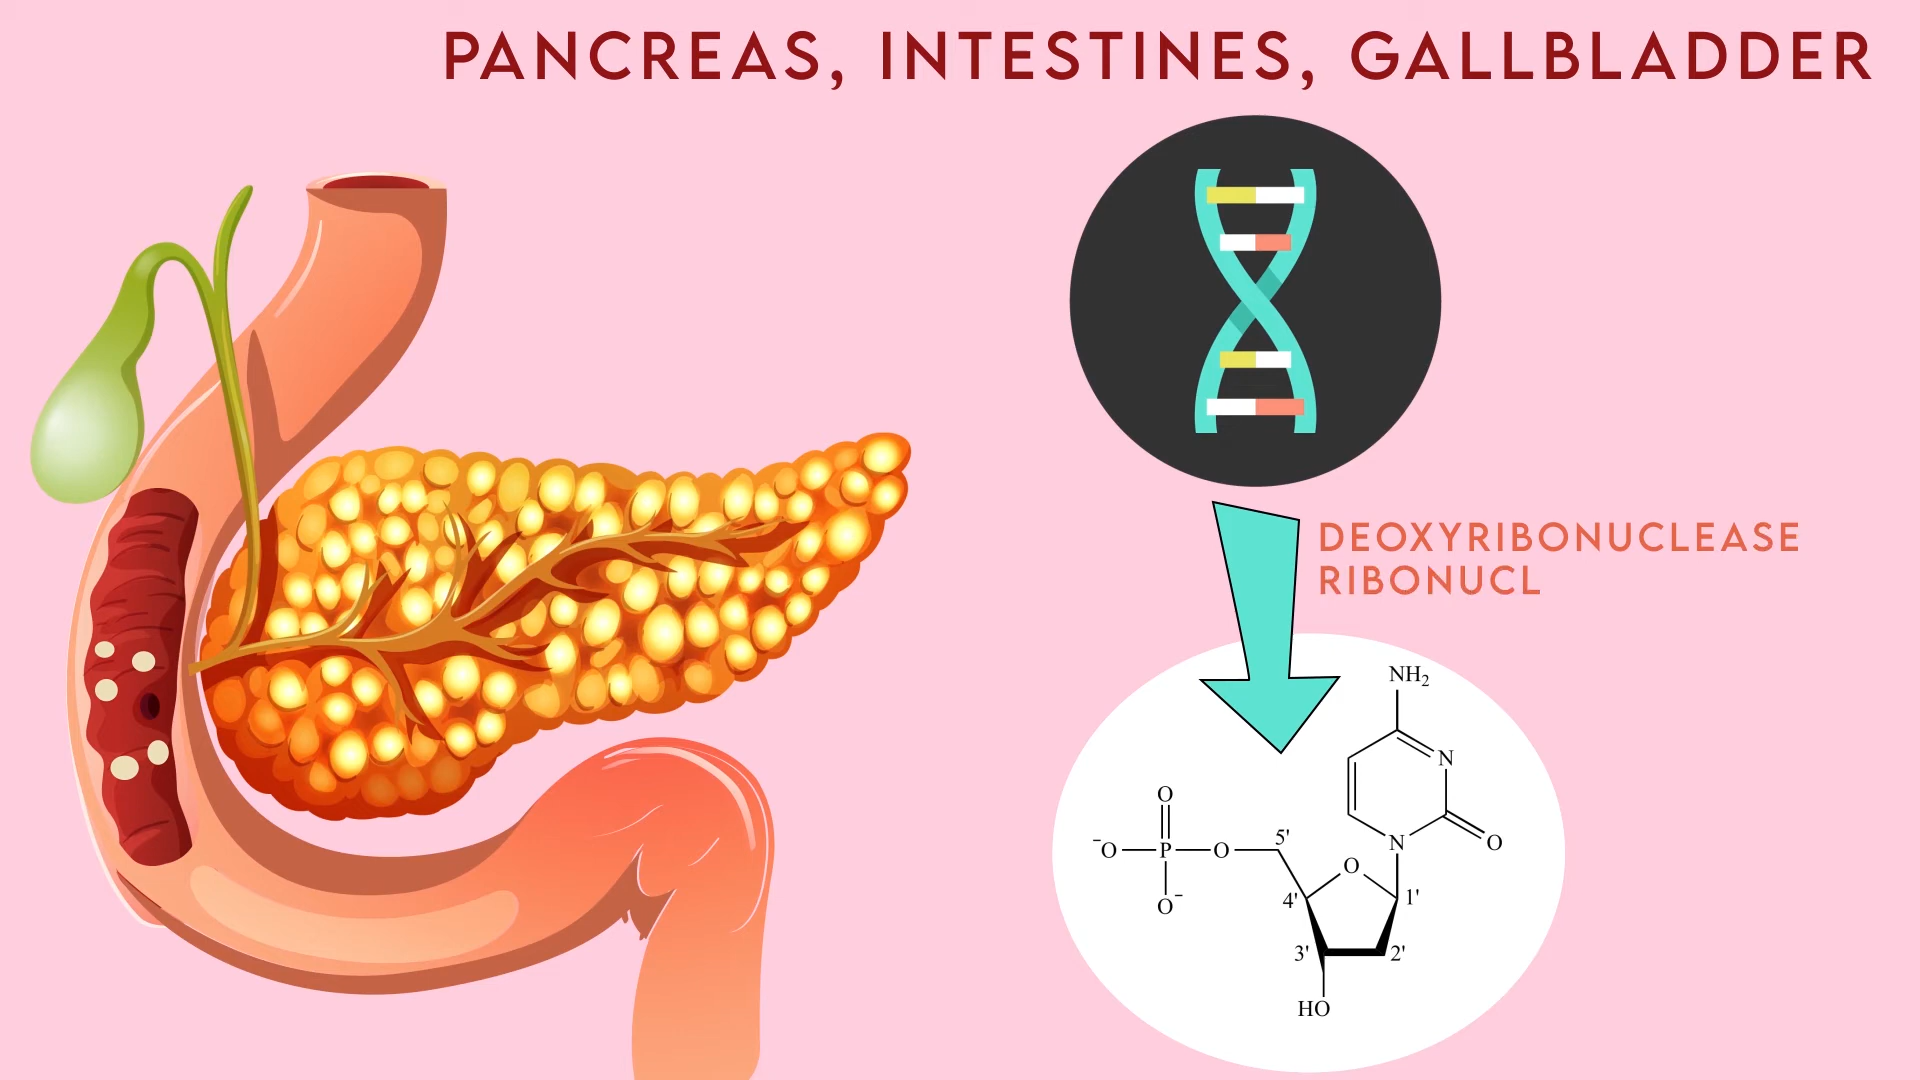 PANCREAS, INTESTINES, GALLBLADDER
DEOXYRIBONUCLEASE
RIBONUCL
NH₂
N
O
N
O
5'
O
P
O
⁻O
O⁻
4'
1'
3'
2'
HO